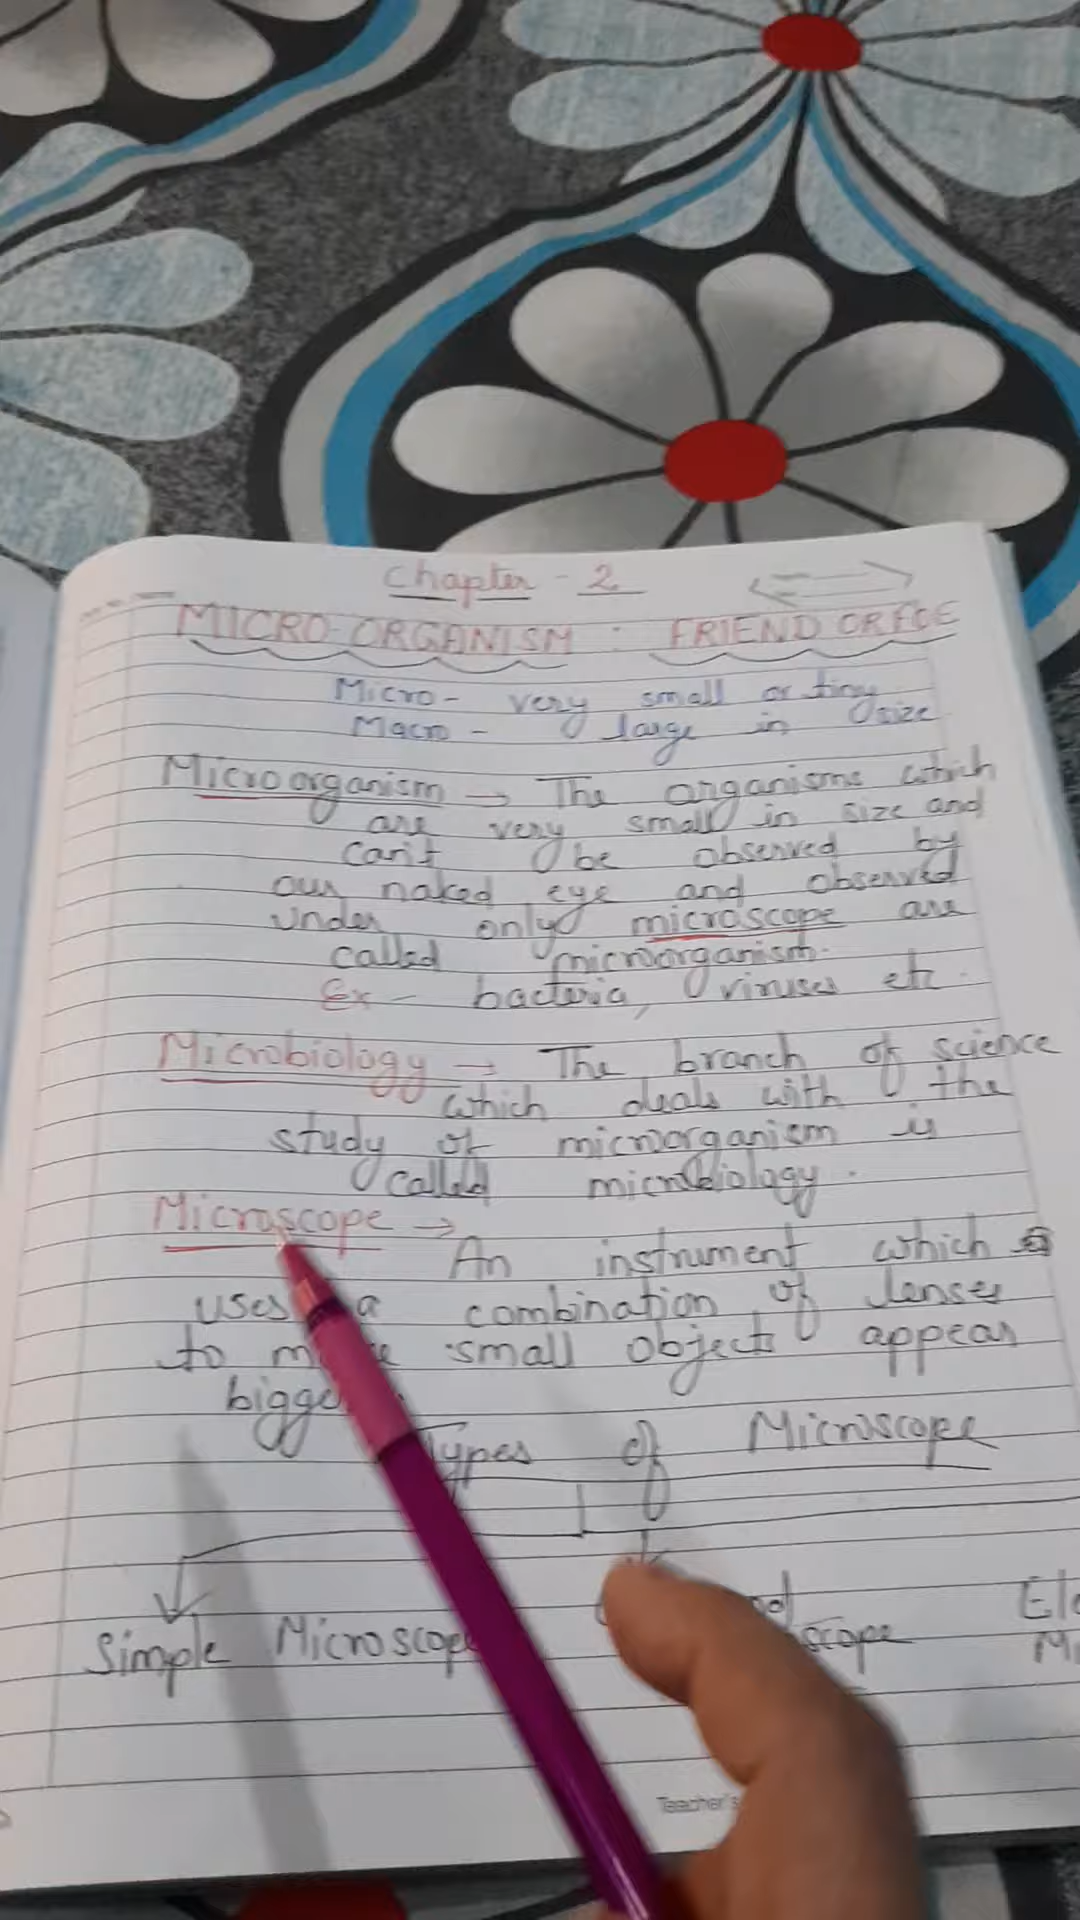 Chapter - 2
MICRO ORGANISM : FRIEND OR FOE
Micro - very small or tiny
Macro - large in size
Microorganism → The organisms which
are very small in size and
can't be observed by
our naked eye and observed
under only microscope are
called microorganism.
Ex - bacteria, viruses etc.
Microbiology → The branch of science
which deals with the
study of microorganism is
called microbiology.
Microscope →
An instrument which
uses a combination of lenses
to small objects appear
Types of Microscope
Simple Microscope
Teacher's